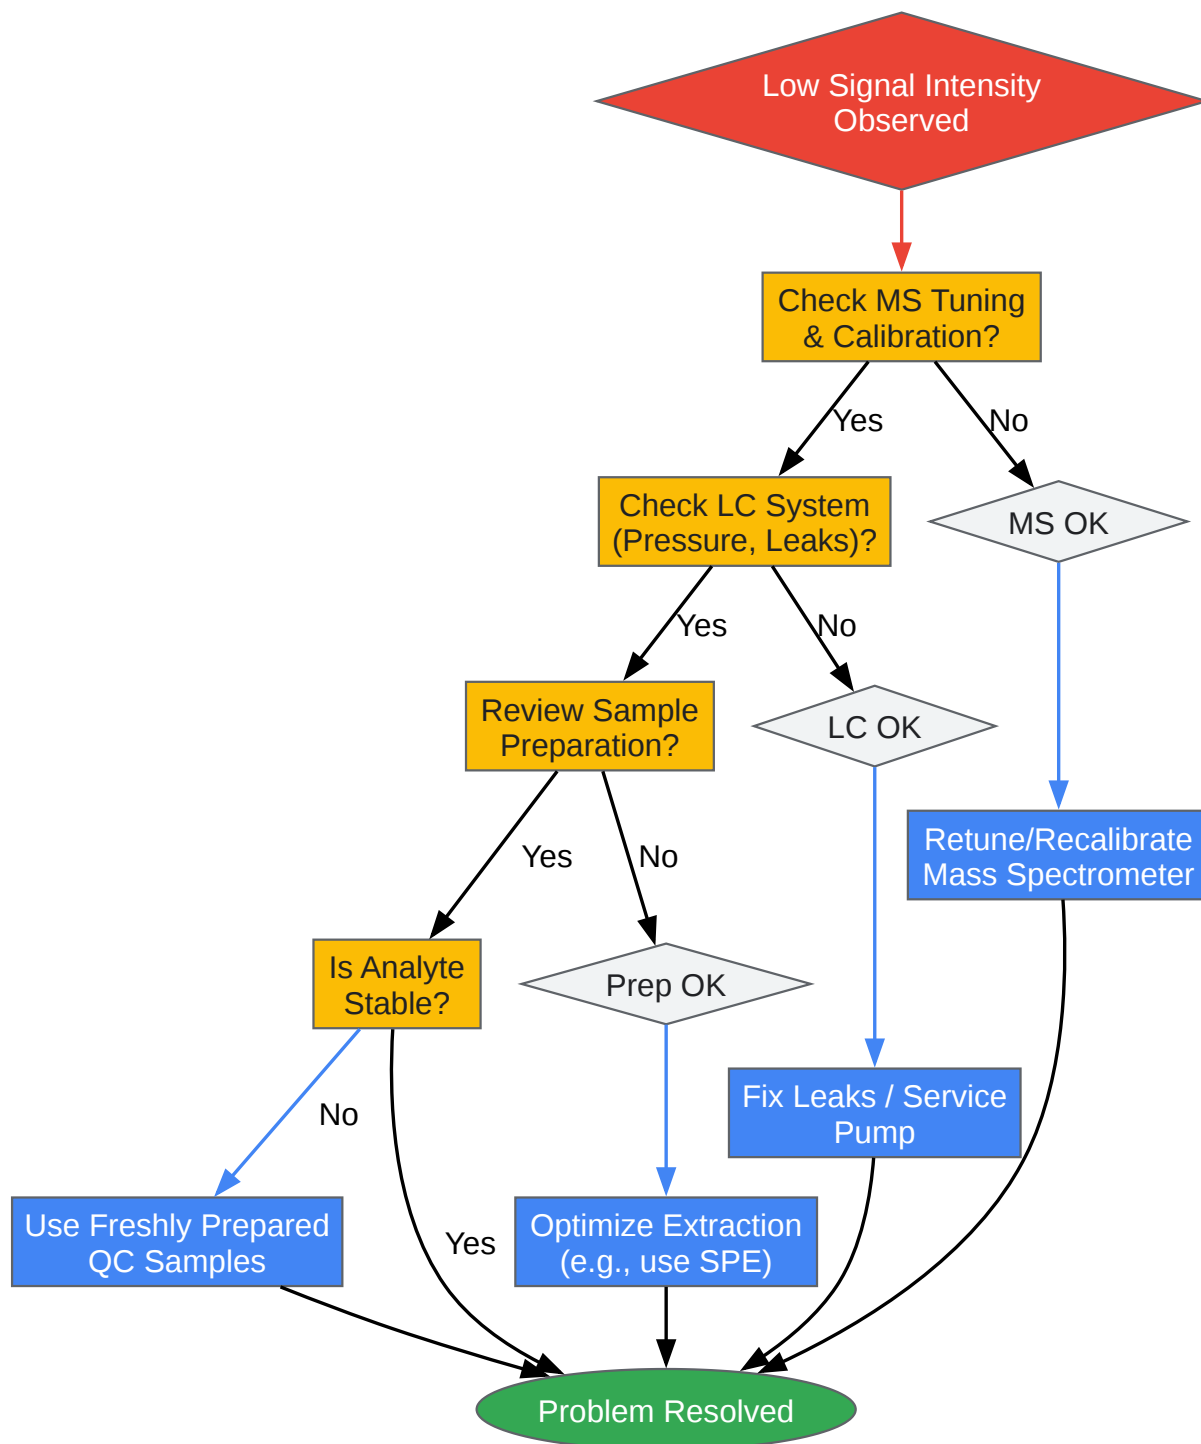 Low Signal Intensity
Observed
Check MS Tuning
& Calibration?
Yes
No
Check LC System
(Pressure, Leaks)?
MS OK
Yes
No
Review Sample
Preparation?
LC OK
Retune/Recalibrate
Mass Spectrometer
Yes
No
Is Analyte
Stable?
Prep OK
Fix Leaks / Service
Pump
No
Use Freshly Prepared
QC Samples
Yes
Optimize Extraction
(e.g., use SPE)
Problem Resolved